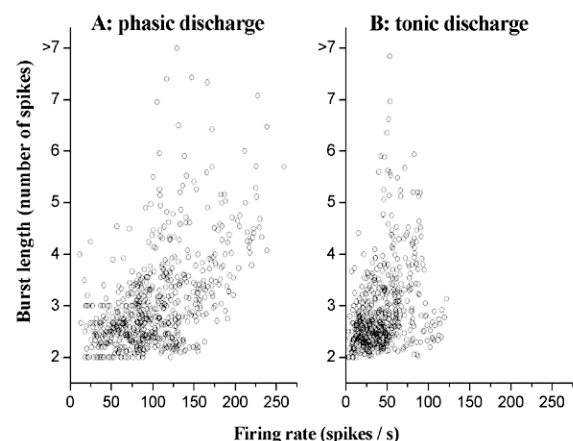 A: phasic discharge
B: tonic discharge
Burst length (number of spikes)
>7
7
6
5
4
3
2
>7
7
6
5
4
3
2
0 50 100 150 200 250
0 50 100 150 200 250
Firing rate (spikes / s)